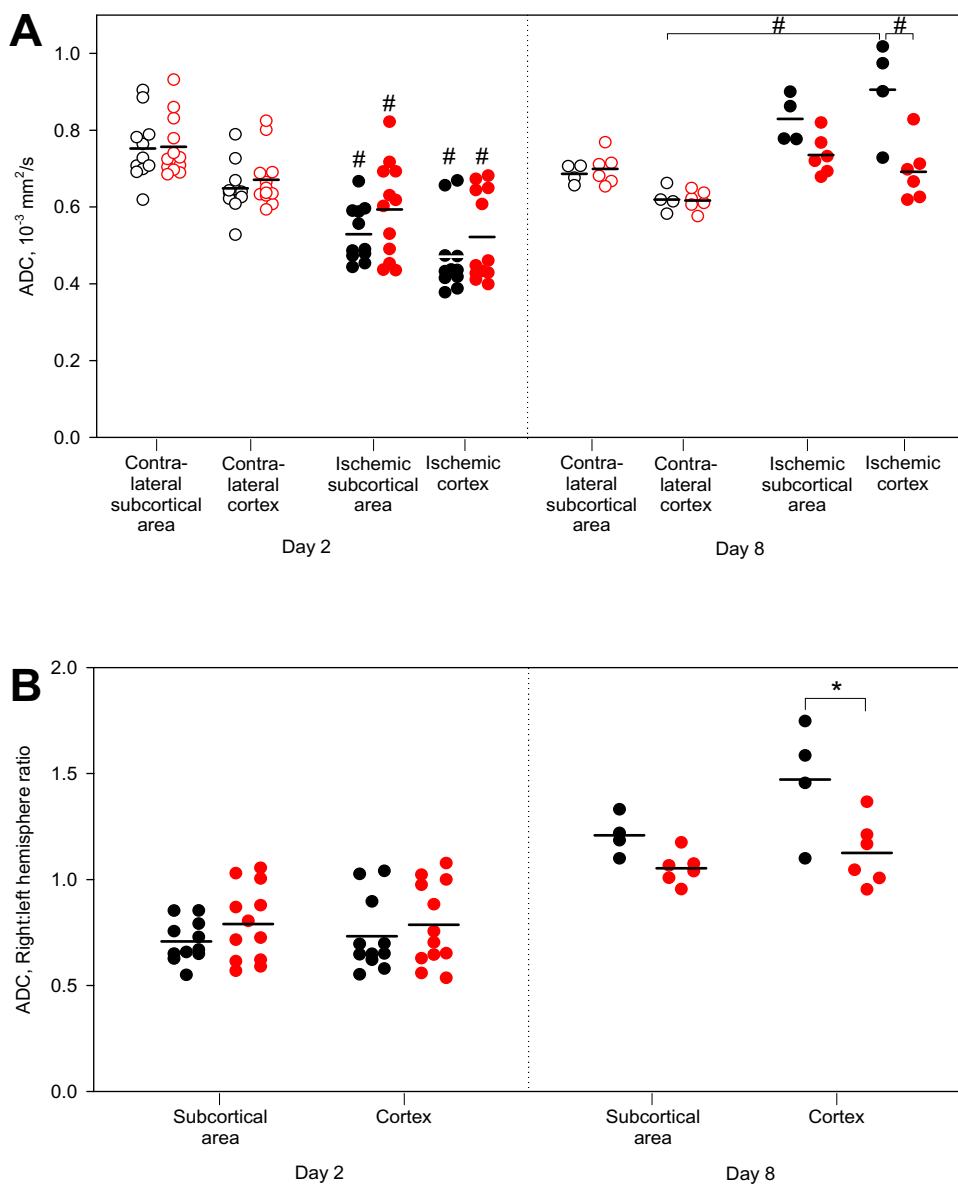 A
#
#
1.0
0.8
0.6
0.4
0.2
0.0
ADC, 10-3 mm2/s
#
#
#
#
Contra-
lateral
subcortical
area
Contra-
lateral
cortex
Ischemic
subcortical
area
Ischemic
cortex
Contra-
lateral
subcortical
area
Contra-
lateral
cortex
Ischemic
subcortical
area
Ischemic
cortex
Day 2
Day 8
B
2.0
1.5
1.0
0.5
0.0
ADC, Right:left hemisphere ratio
*
Subcortical
area
Cortex
Subcortical
area
Cortex
Day 2
Day 8